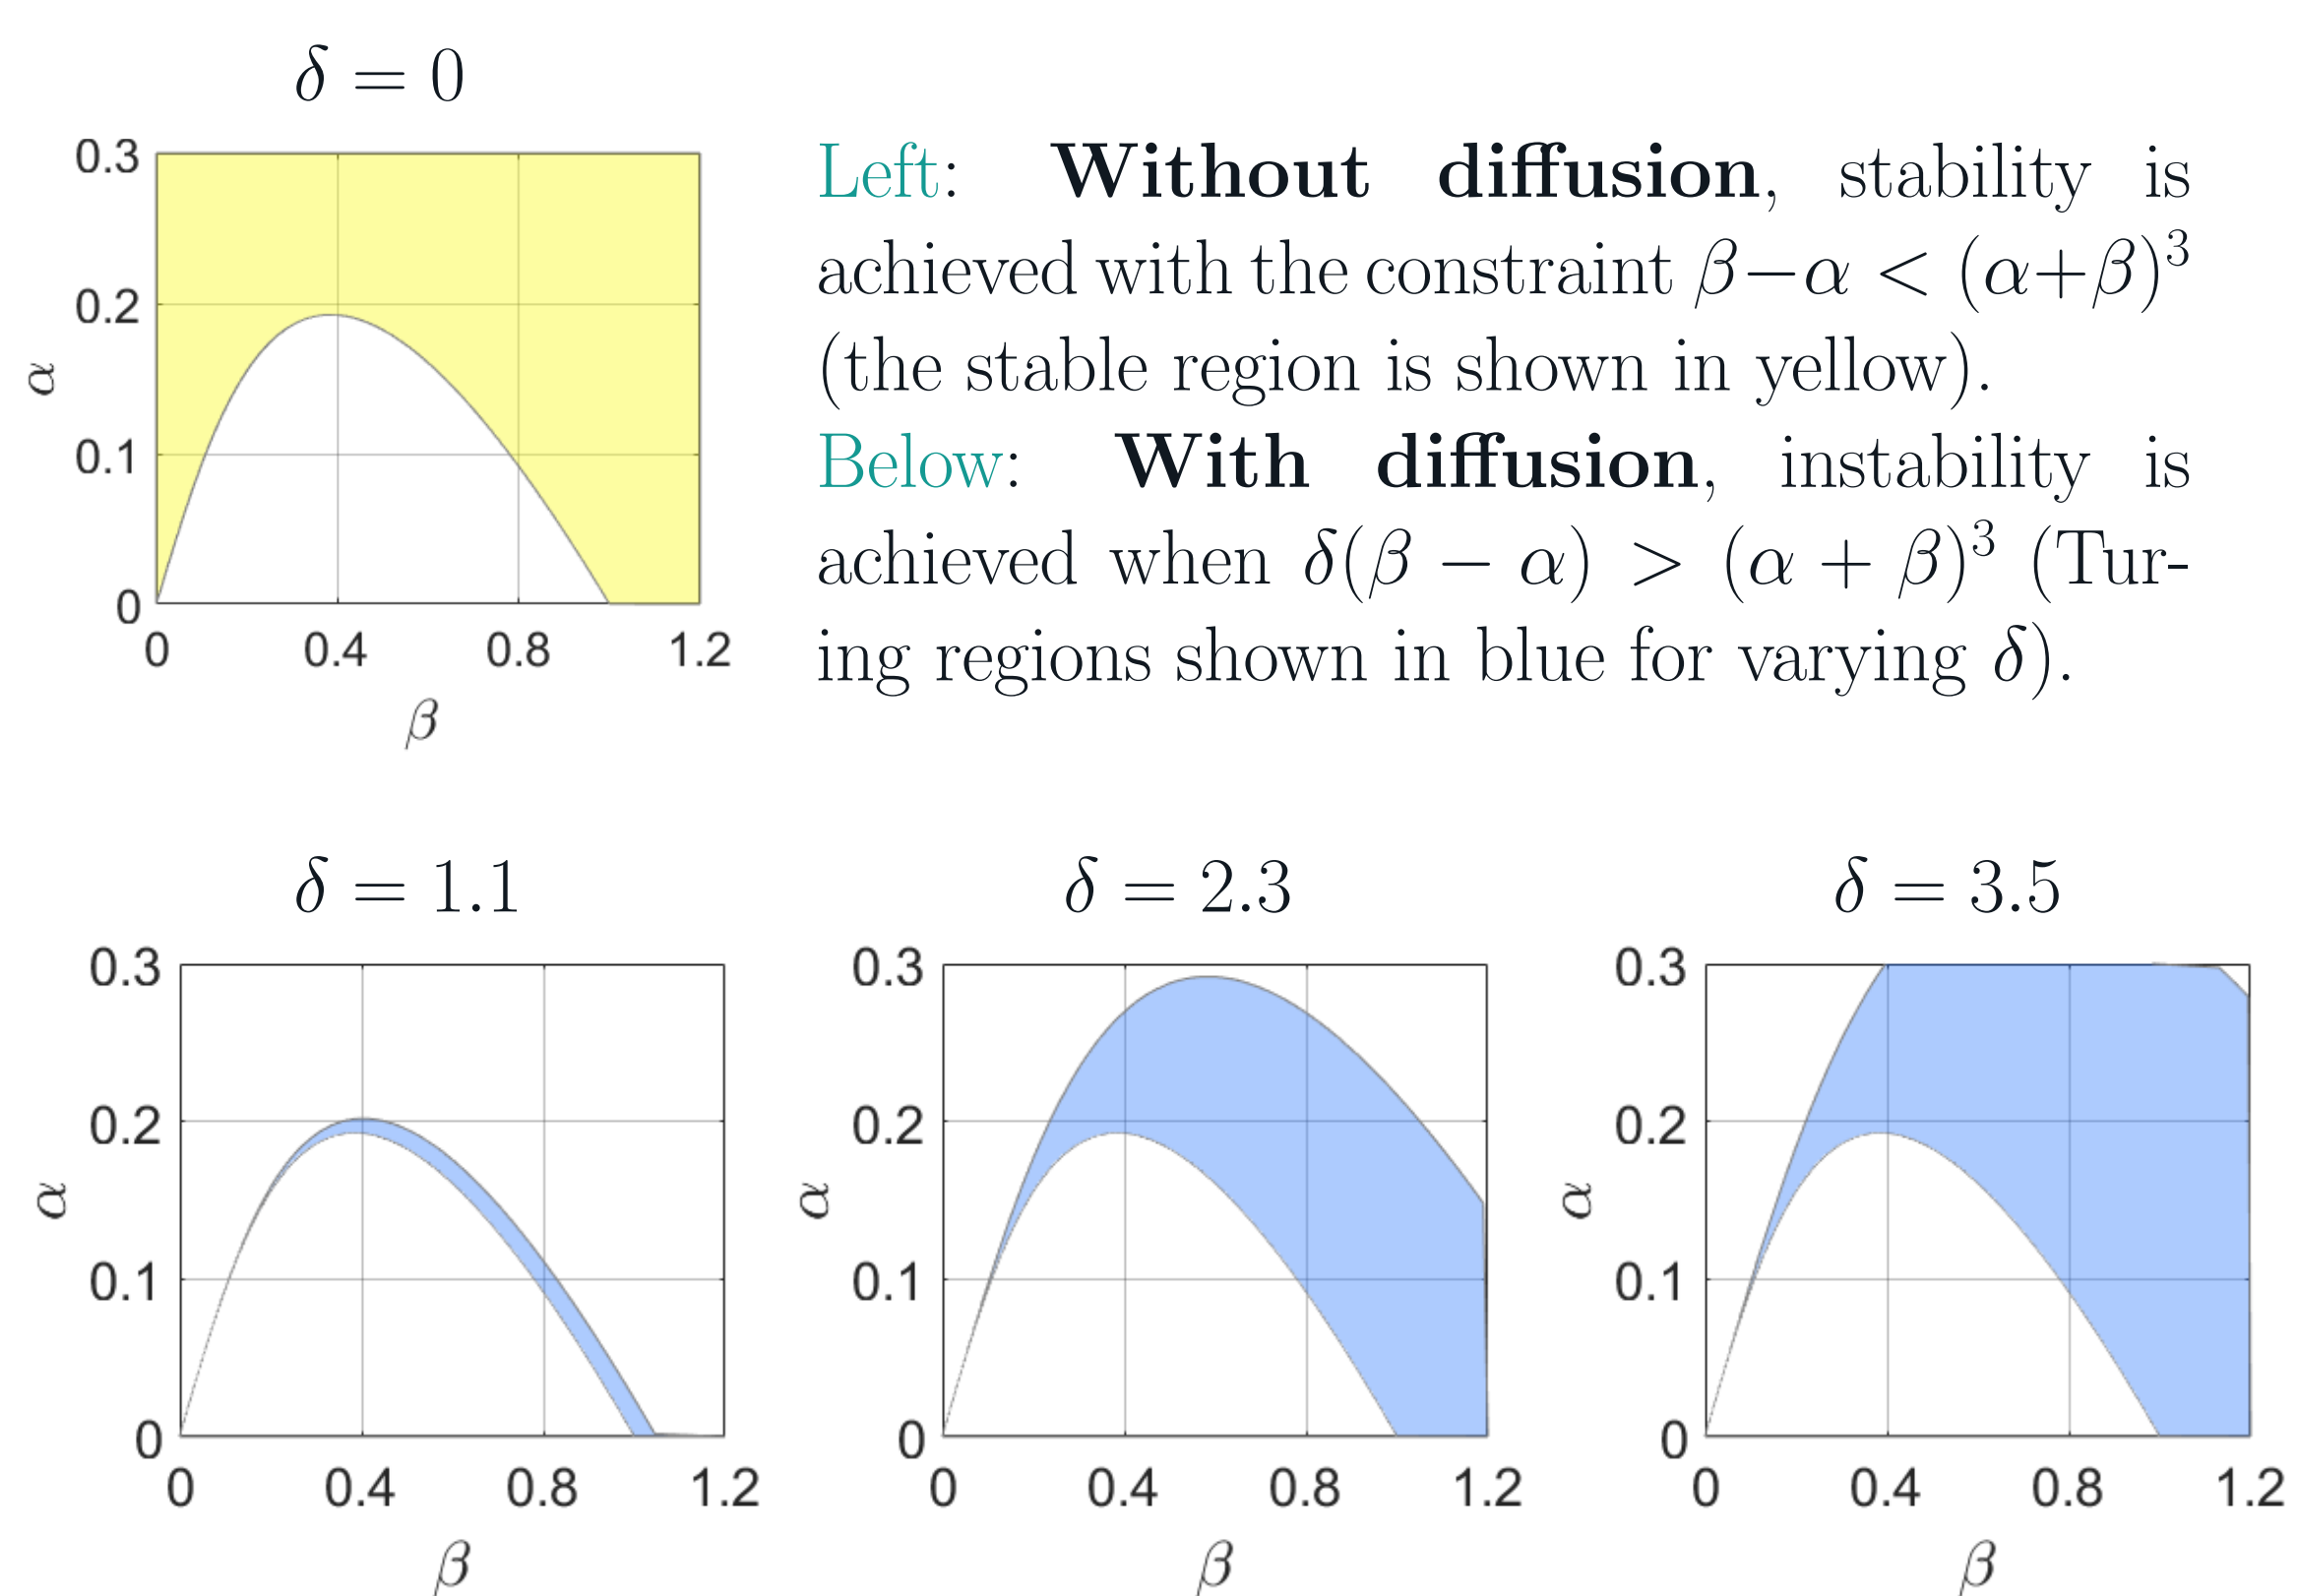 δ = 0
0.3
0.2
0.1
0
α
0 0.4 0.8 1.2
β
Left: Without diffusion, stability is
achieved with the constraint β−α < (α+β)³
(the stable region is shown in yellow).
Below: With diffusion, instability is
achieved when δ(β − α) > (α + β)³ (Tur-
ing regions shown in blue for varying δ).
δ = 1.1
0.3
0.2
0.1
0
α
0 0.4 0.8 1.2
β
δ = 2.3
0.3
0.2
0.1
0
α
0 0.4 0.8 1.2
β
δ = 3.5
0.3
0.2
0.1
0
α
0 0.4 0.8 1.2
β